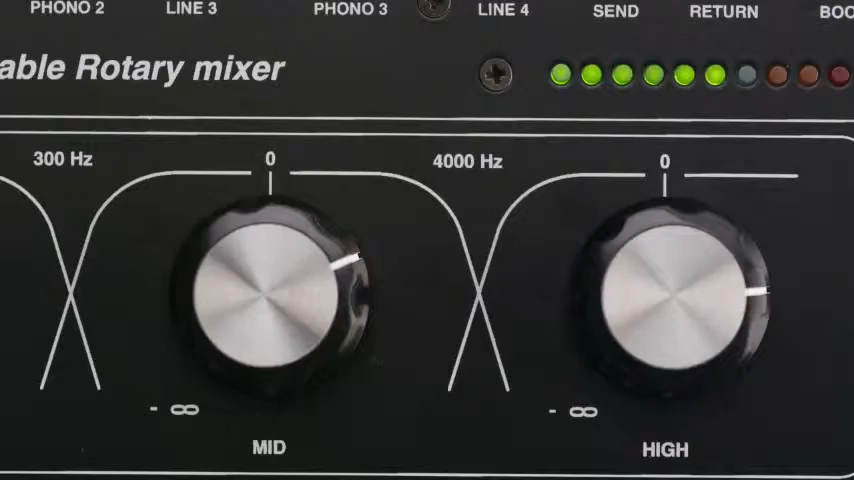 PHONO 2 LINE 3 PHONO 3 LINE 4 SEND RETURN BOO
able Rotary mixer
300 Hz 0 4000 Hz 0
- ∞ - ∞
MID HIGH